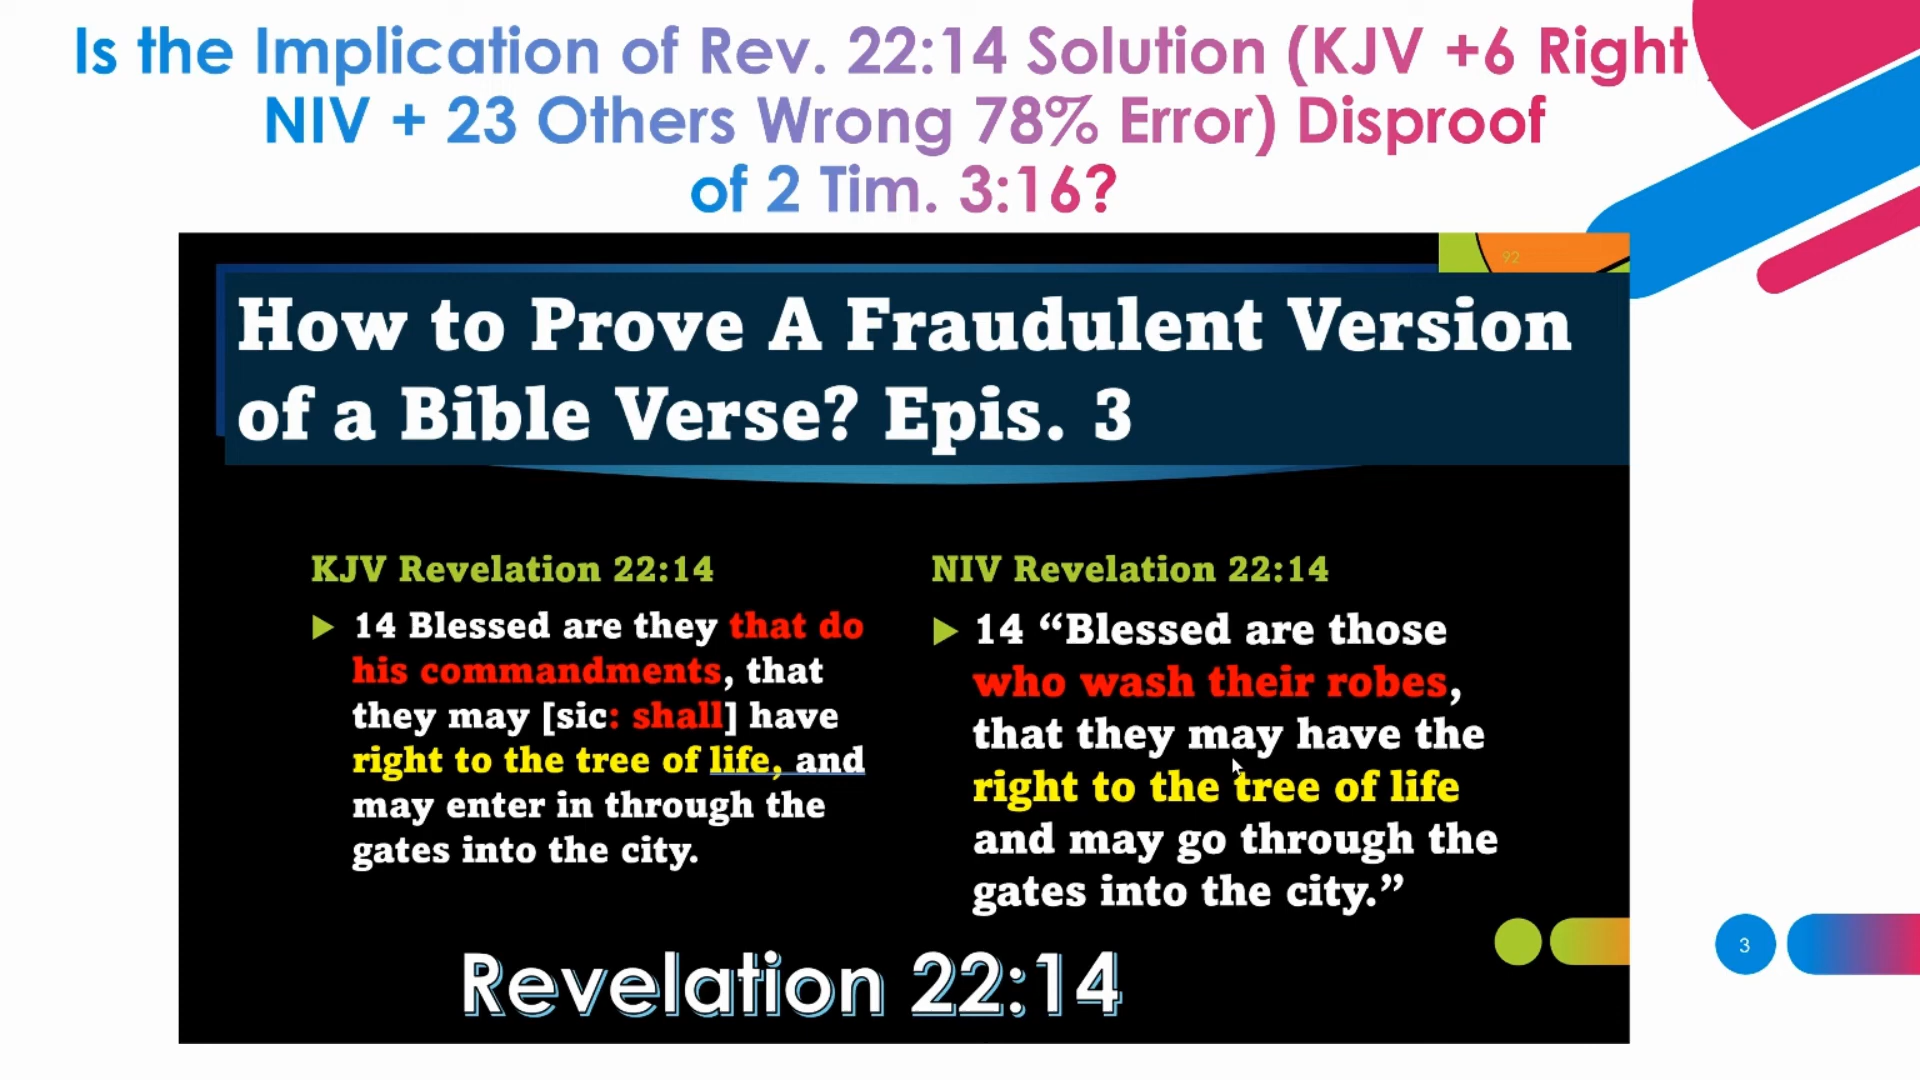 Is the Implication of Rev. 22:14 Solution (KJV +6 Right
NIV + 23 Others Wrong 78% Error) Disproof
of 2 Tim. 3:16?
92
How to Prove A Fraudulent Version
of a Bible Verse? Epis. 3
KJV Revelation 22:14
14 Blessed are they that do
his commandments, that
they may [sic: shall] have
right to the tree of life, and
may enter in through the
gates into the city.
NIV Revelation 22:14
14 “Blessed are those
who wash their robes,
that they may have the
right to the tree of life
and may go through the
gates into the city.”
Revelation 22:14
3